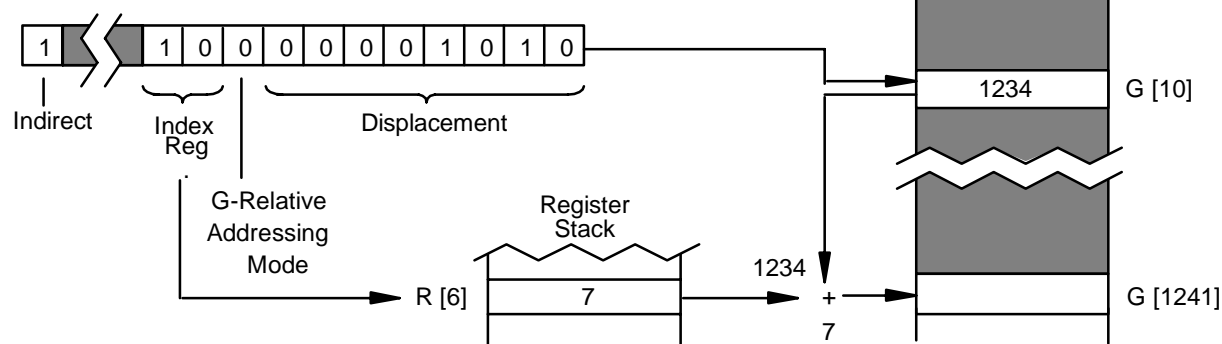 1 1 0 0 0 0 0 0 1 0 1 0
1234
G [10]
Indirect
Index
Reg
.
Displacement
G-Relative
Addressing
Mode
Register
Stack
1234
R [6]
7
+
7
G [1241]